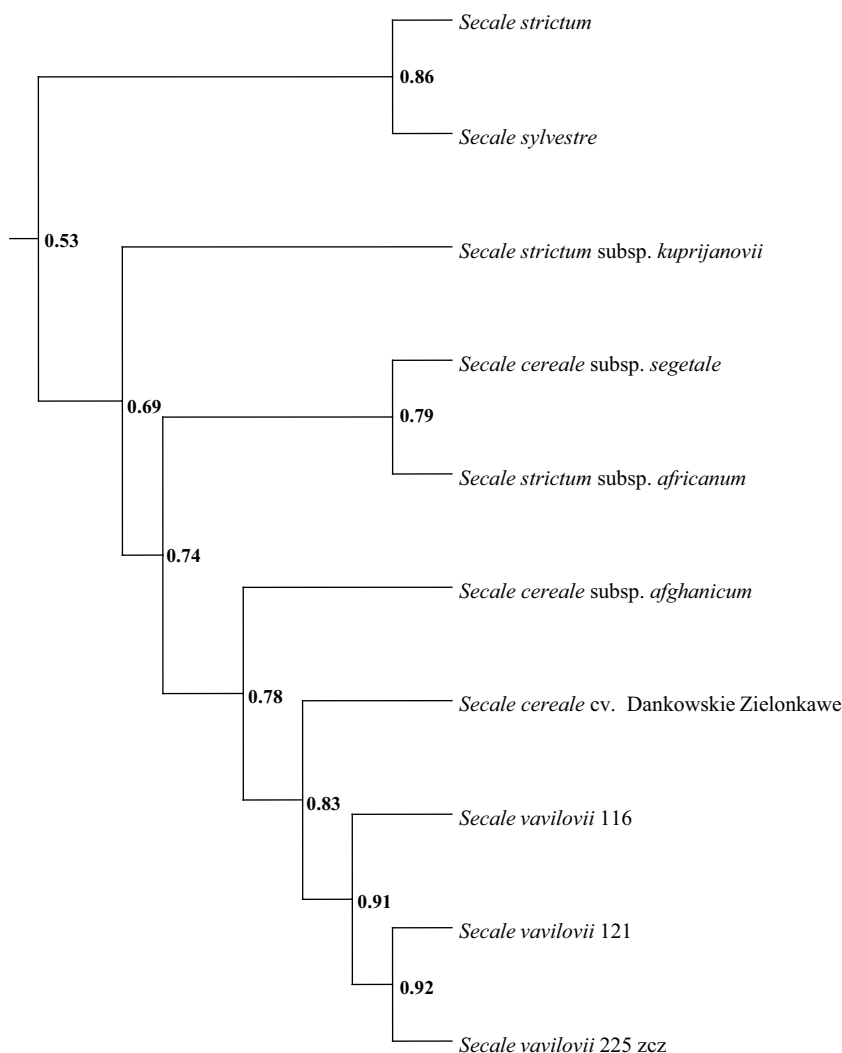 Secale strictum
0.86
Secale sylvestre
0.53
Secale strictum subsp. kuprijanovii
Secale cereale subsp. segetale
0.69
0.79
Secale strictum subsp. africanum
0.74
Secale cereale subsp. afghanicum
0.78
Secale cereale cv. Dankowskie Zielonkawe
0.83
Secale vavilovii 116
0.91
Secale vavilovii 121
0.92
Secale vavilovii 225 zcz